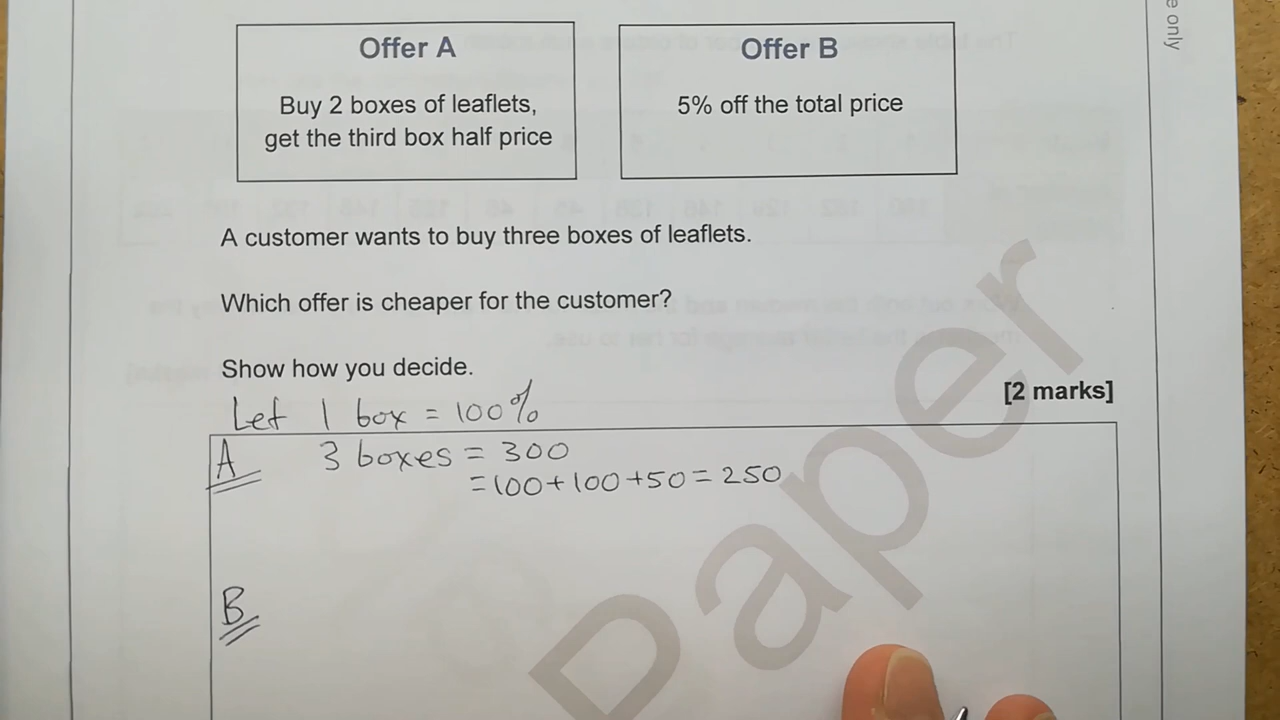 e only
Offer A
Buy 2 boxes of leaflets,
get the third box half price
Offer B
5% off the total price
A customer wants to buy three boxes of leaflets.
Which offer is cheaper for the customer?
Show how you decide.
[2 marks]
Let 1 box = 100%
A 3 boxes = 300
=100+100+50=250
B
Paper